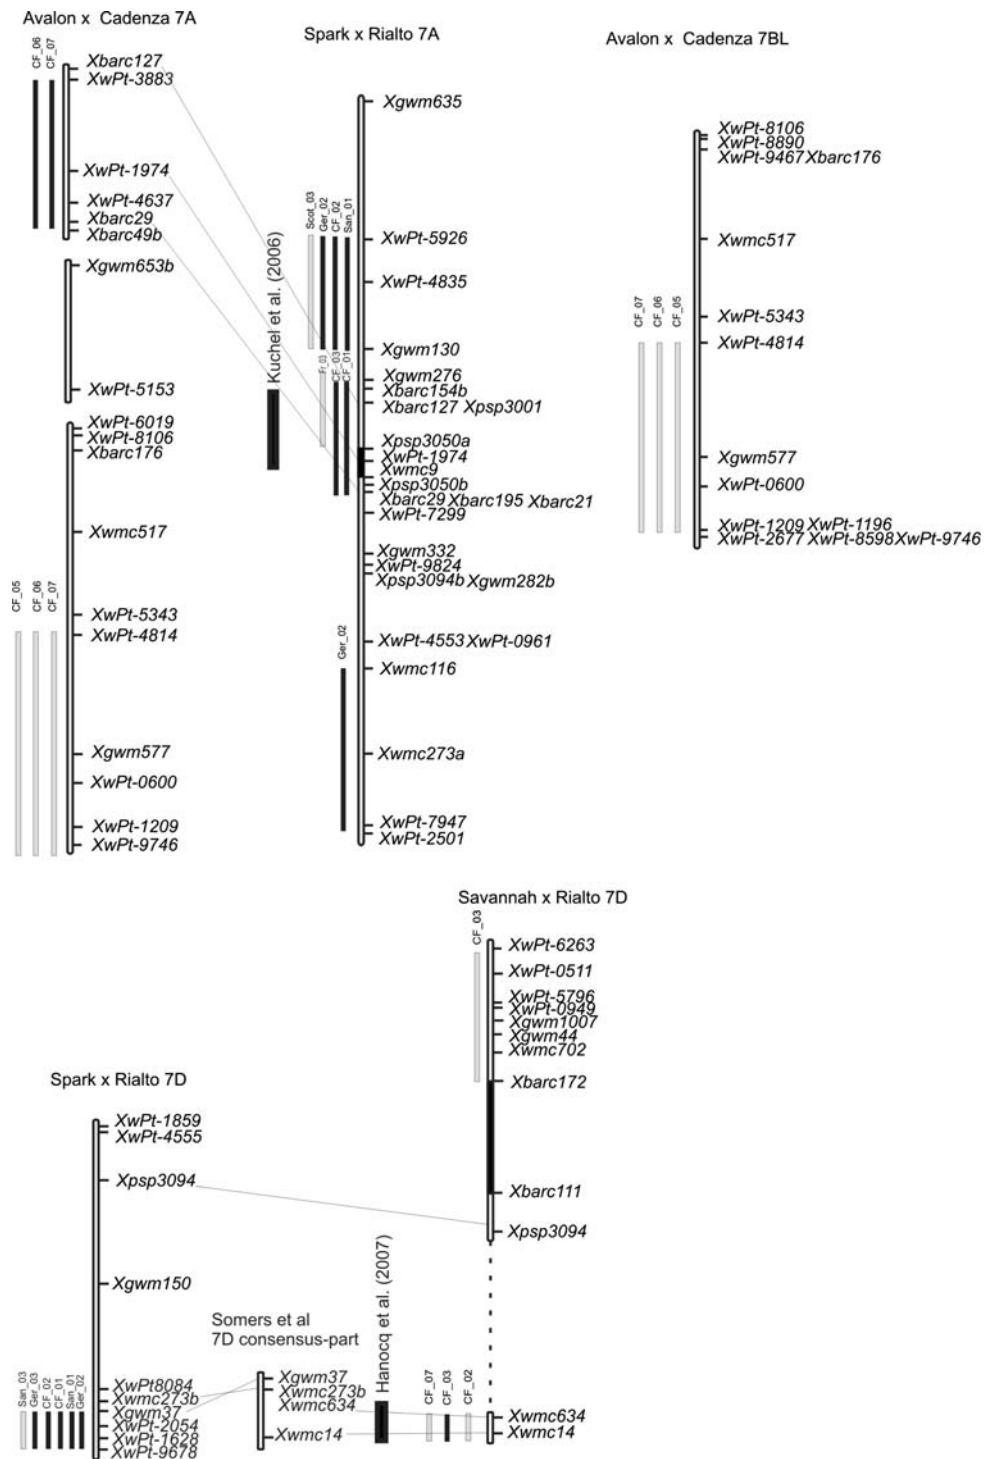 Avalon x Cadenza 7A
CF_06
CF_07
Xbarc127
XwPt-3883
XwPt-1974
XwPt-4637
Xbarc29
Xbarc49b
Xgwm653b
XwPt-5153
XwPt-6019
XwPt-8106
Xbarc176
Xwmc517
CF_05
CF_06
CF_07
XwPt-5343
XwPt-4814
Xgwm577
XwPt-0600
XwPt-1209
XwPt-9746
Spark x Rialto 7A
Kuchel et al. (2006)
Scot_03
Ger_02
CF_02
San_01
Fr_03
CF_03
CF_01
Ger_02
Xgwm635
XwPt-5926
XwPt-4835
Xgwm130
Xgwm276
Xbarc154b
Xbarc127 Xpsp3001
Xpsp3050a
XwPt-1974
Xwmc9
Xpsp3050b
Xbarc29 Xbarc195 Xbarc21
XwPt-7299
Xgwm332
XwPt-9824
Xpsp3094b Xgwm282b
XwPt-4553 XwPt-0961
Xwmc116
Xwmc273a
XwPt-7947
XwPt-2501
Avalon x Cadenza 7BL
CF_07
CF_06
CF_05
XwPt-8106
XwPt-8890
XwPt-9467 Xbarc176
Xwmc517
XwPt-5343
XwPt-4814
Xgwm577
XwPt-0600
XwPt-1209 XwPt-1196
XwPt-2677 XwPt-8598 XwPt-9746
Savannah x Rialto 7D
CF_03
XwPt-6263
XwPt-0511
XwPt-5796
XwPt-0949
Xgwm1007
Xgwm44
Xwmc702
Xbarc172
Xbarc111
Xpsp3094
Spark x Rialto 7D
XwPt-1859
XwPt-4555
Xpsp3094
Xgwm150
San_03
Ger_03
CF_02
CF_01
San_01
Ger_02
XwPt8084
Xwmc273b
Xgwm37
XwPt-2054
XwPt-1628
XwPt-9678
Somers et al
7D consensus-part
Xgwm37
Xwmc273b
Xwmc634
Xwmc14
Hanocq et al. (2007)
CF_07
CF_03
CF_02
Xwmc634
Xwmc14